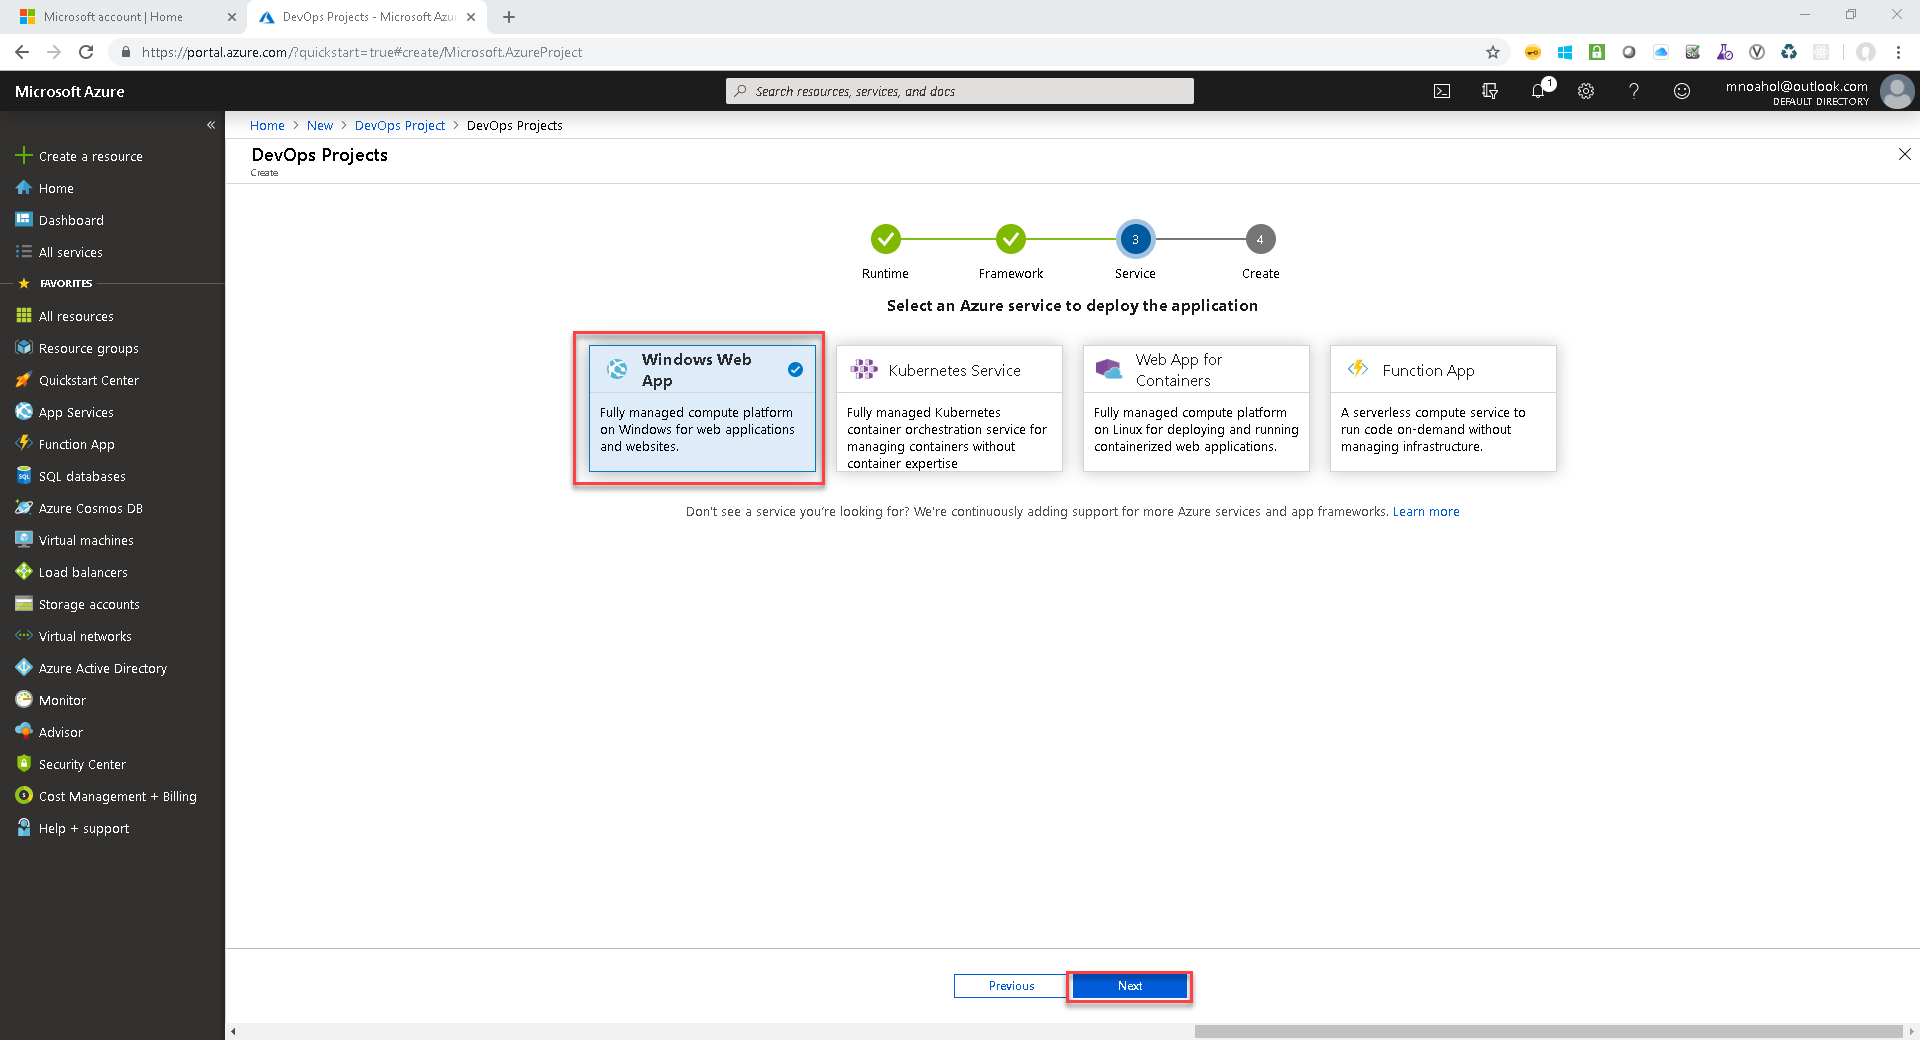 Microsoft account | Home
DevOps Projects - Microsoft Azu
https://portal.azure.com/?quickstart=true#create/Microsoft.AzureProject
Microsoft Azure
Search resources, services, and docs
1
mnoahol@outlook.com
DEFAULT DIRECTORY
Home > New > DevOps Project > DevOps Projects
DevOps Projects
Create
Create a resource
Home
Dashboard
All services
FAVORITES
All resources
Resource groups
Quickstart Center
App Services
Function App
SQL databases
Azure Cosmos DB
Virtual machines
Load balancers
Storage accounts
Virtual networks
Azure Active Directory
Monitor
Advisor
Security Center
Cost Management + Billing
Help + support
3
4
Runtime
Framework
Service
Create
Select an Azure service to deploy the application
Windows Web
App
Fully managed compute platform
on Windows for web applications
and websites.
Kubernetes Service
Fully managed Kubernetes
container orchestration service for
managing containers without
container expertise
Web App for
Containers
Fully managed compute platform
on Linux for deploying and running
containerized web applications.
Function App
A serverless compute service to
run code on-demand without
managing infrastructure.
Don't see a service you're looking for? We're continuously adding support for more Azure services and app frameworks. Learn more
Previous
Next